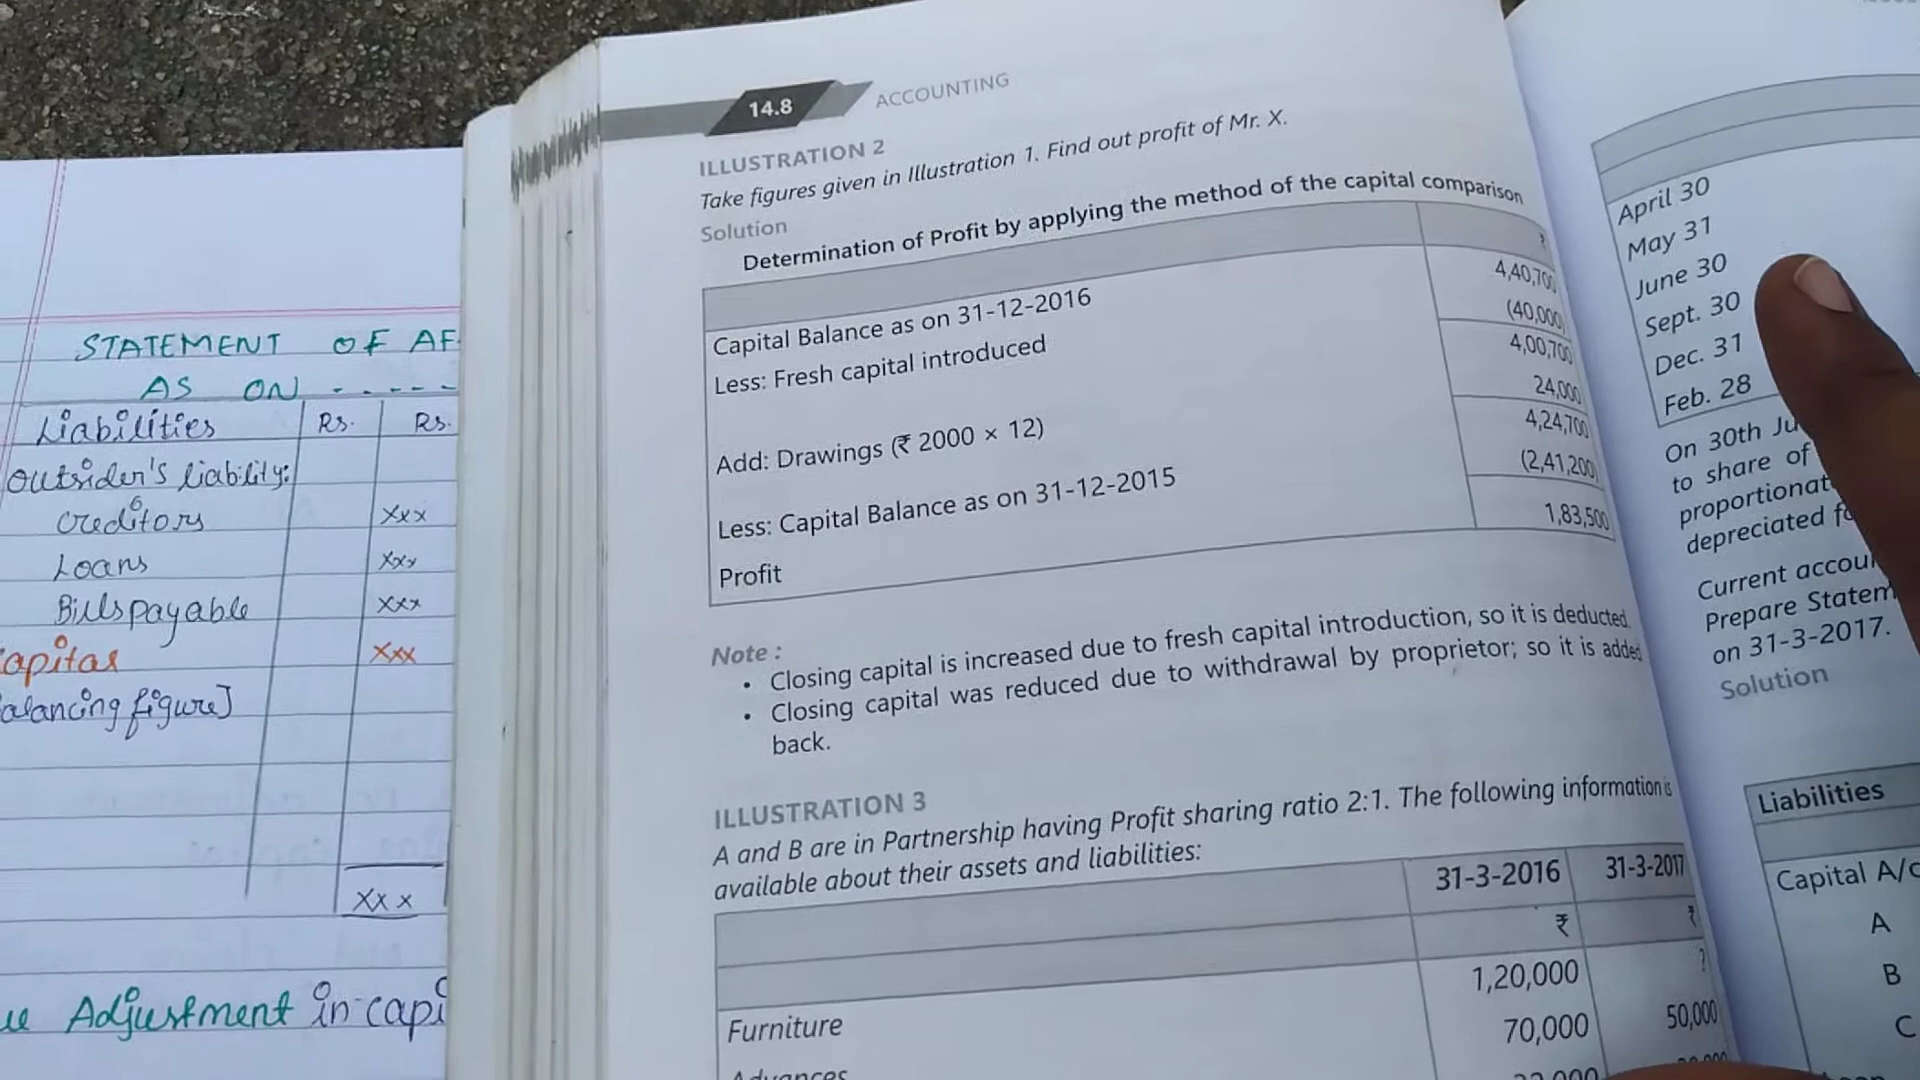 STATEMENT OF AF
AS ON - - - - -
Liabilities Rs. Rs.
Outsider's liability:
Creditors xxx
Loans xxx
Bills payable xxx
apital xxx
alancing figure]
xxx
Adjustment in capi
14.8 ACCOUNTING
ILLUSTRATION 2
Take figures given in Illustration 1. Find out profit of Mr. X.
Solution
Determination of Profit by applying the method of the capital comparison
₹
Capital Balance as on 31-12-2016 4,40,700
Less: Fresh capital introduced (40,000)
4,00,700
Add: Drawings (₹ 2000 × 12) 24,000
4,24,700
Less: Capital Balance as on 31-12-2015 (2,41,200)
Profit 1,83,500
Note :
• Closing capital is increased due to fresh capital introduction, so it is deducted.
• Closing capital was reduced due to withdrawal by proprietor; so it is added
back.
ILLUSTRATION 3
A and B are in Partnership having Profit sharing ratio 2:1. The following information is
available about their assets and liabilities:
31-3-2016 31-3-2017
₹ ₹
1,20,000 ?
Furniture 70,000 50,000
Advances
April 30
May 31
June 30
Sept. 30
Dec. 31
Feb. 28
On 30th Ju
to share of
proportionat
depreciated fo
Current accou
Prepare Statem
on 31-3-2017.
Solution
Liabilities
Capital A/c
A
B
C